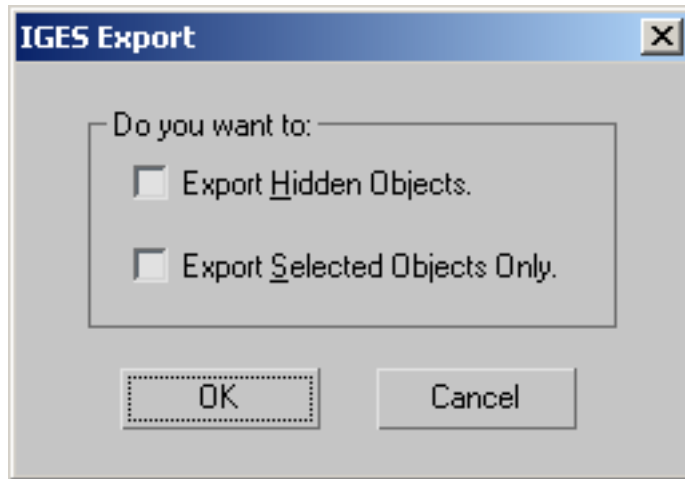 IGES Export
Do you want to:
Export Hidden Objects.
Export Selected Objects Only.
OK
Cancel